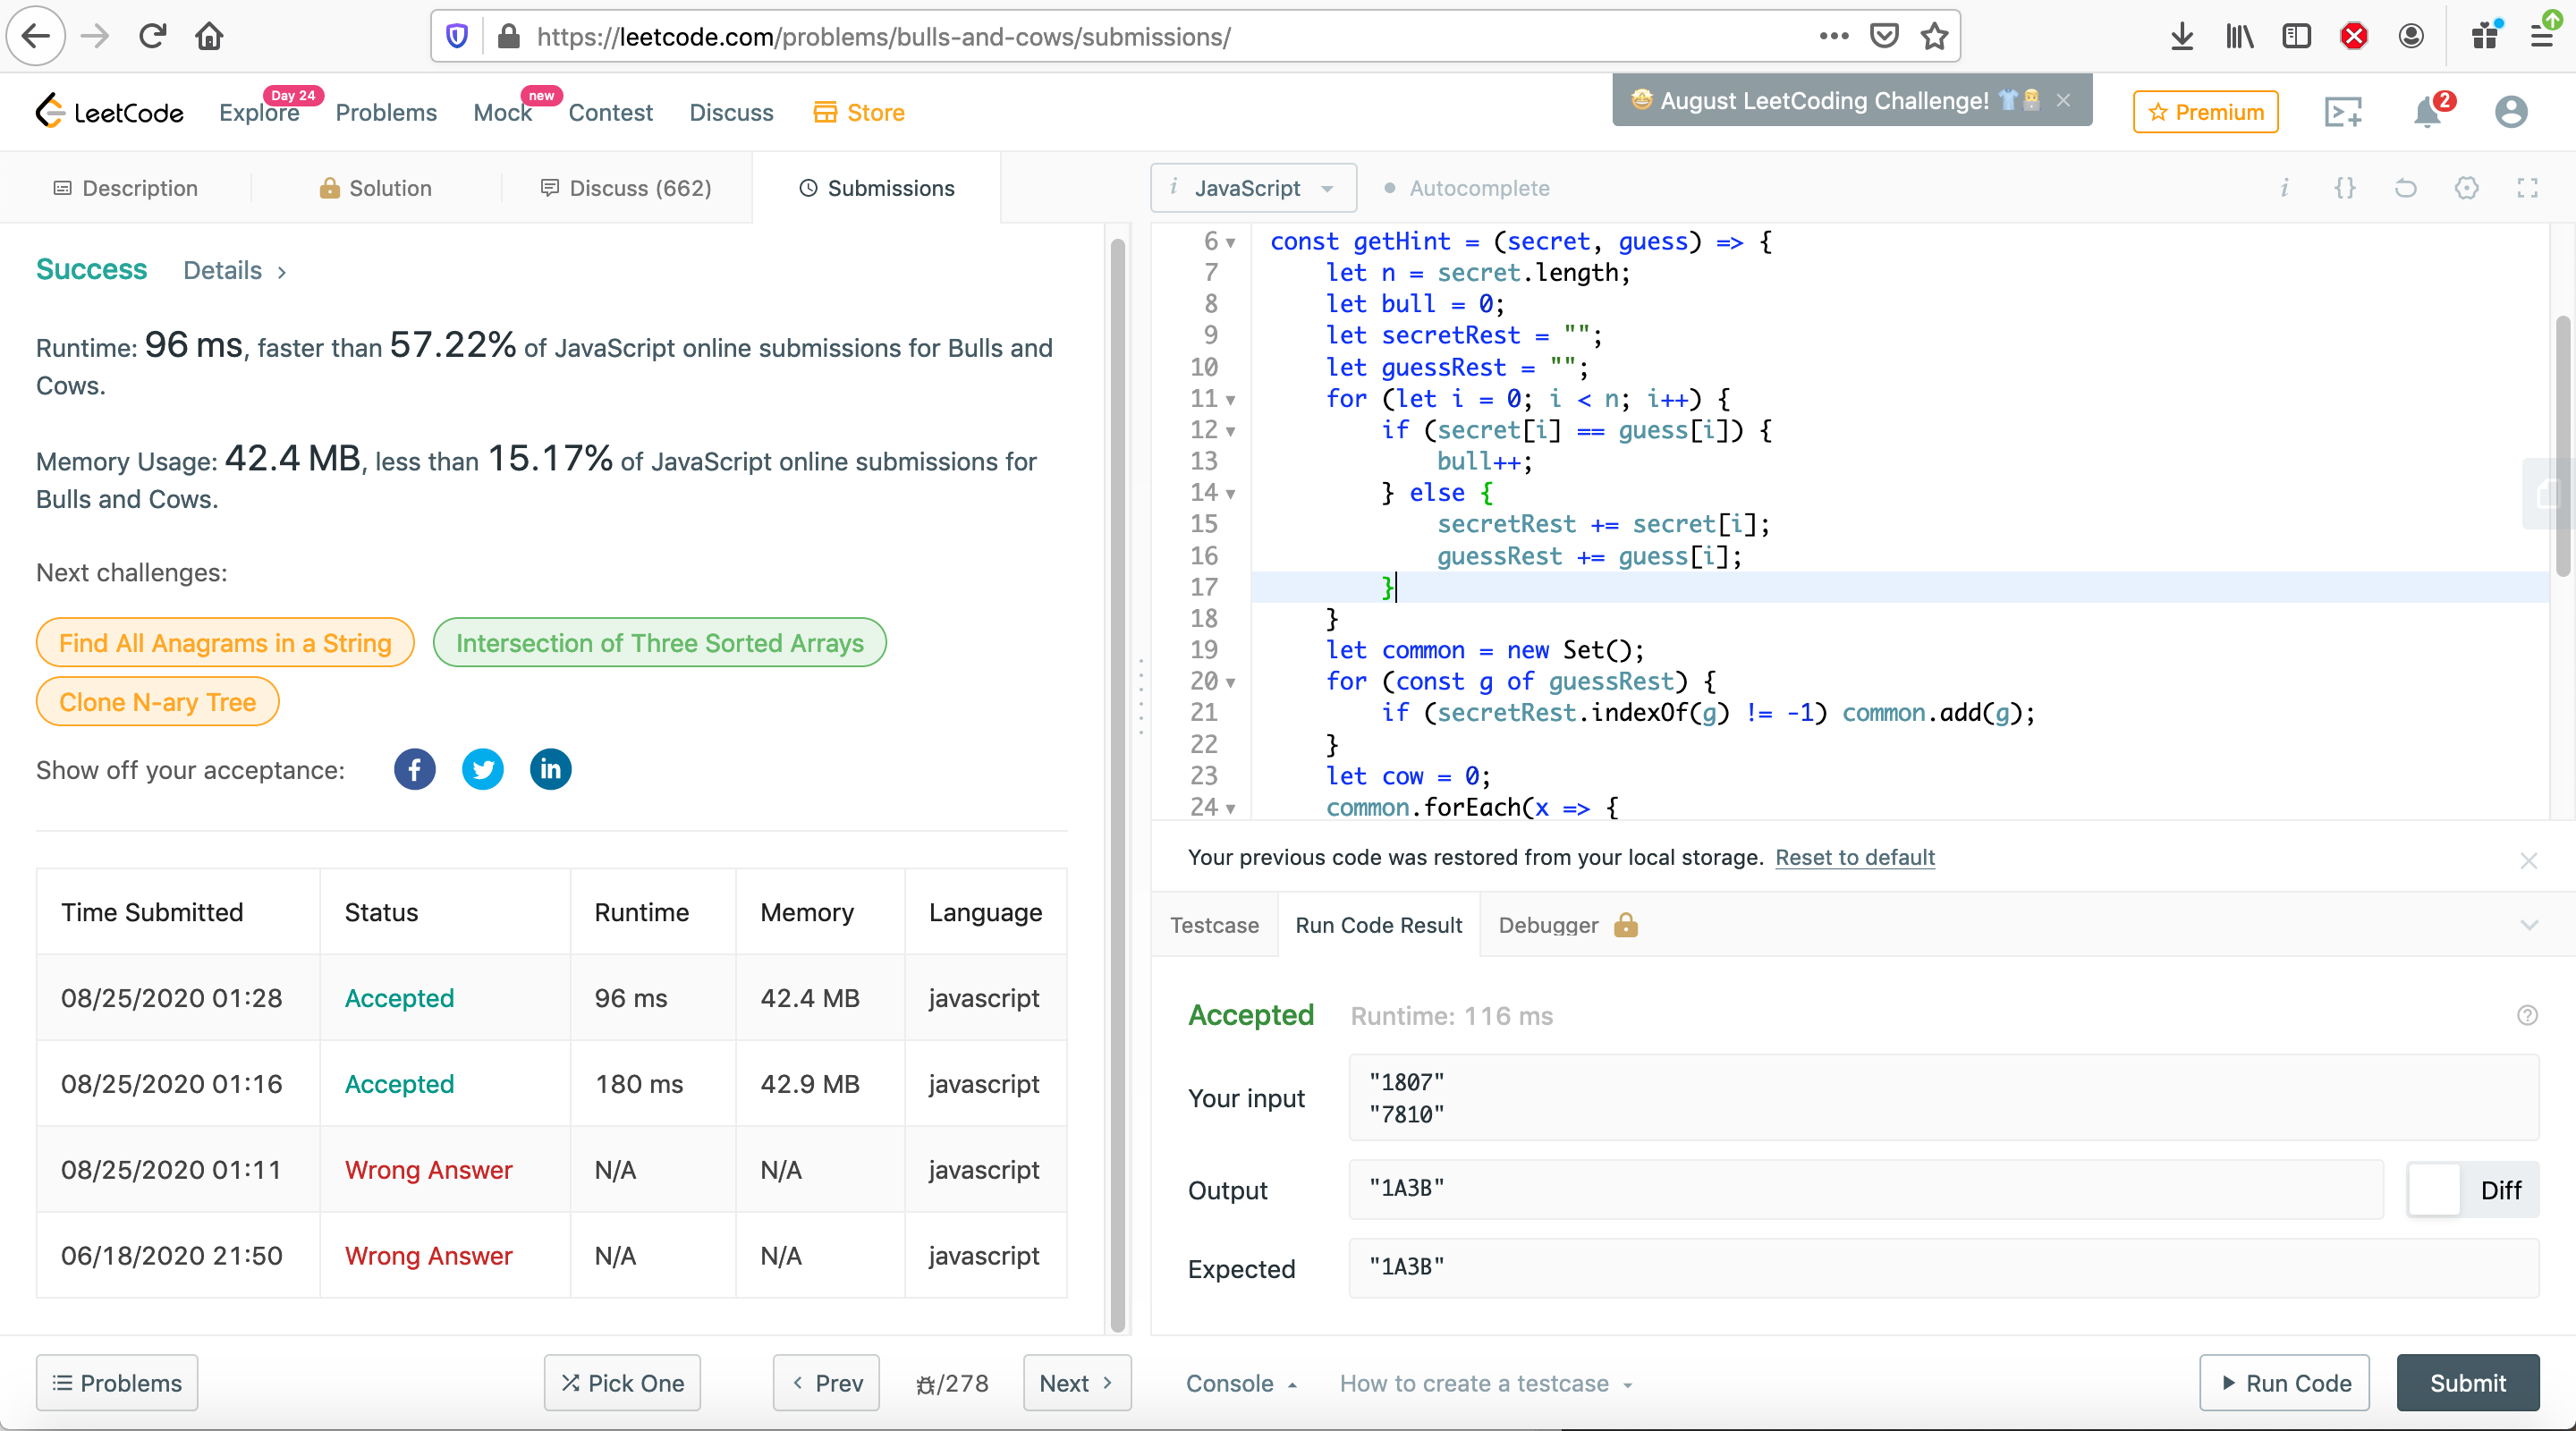 https://leetcode.com/problems/bulls-and-cows/submissions/
LeetCode
Explore
Day 24
Problems
Mock
new
Contest
Discuss
Store
August LeetCoding Challenge!
Premium
2
Description
Solution
Discuss (662)
Submissions
Success Details
Runtime: 96 ms, faster than 57.22% of JavaScript online submissions for Bulls and
Cows.
Memory Usage: 42.4 MB, less than 15.17% of JavaScript online submissions for
Bulls and Cows.
Next challenges:
Find All Anagrams in a String
Intersection of Three Sorted Arrays
Clone N-ary Tree
Show off your acceptance:
Time Submitted Status Runtime Memory Language
08/25/2020 01:28 Accepted 96 ms 42.4 MB javascript
08/25/2020 01:16 Accepted 180 ms 42.9 MB javascript
08/25/2020 01:11 Wrong Answer N/A N/A javascript
06/18/2020 21:50 Wrong Answer N/A N/A javascript
Problems
Pick One
Prev
/278
Next
i JavaScript
Autocomplete
i {}
6 const getHint = (secret, guess) => {
7 let n = secret.length;
8 let bull = 0;
9 let secretRest = "";
10 let guessRest = "";
11 for (let i = 0; i < n; i++) {
12 if (secret[i] == guess[i]) {
13 bull++;
14 } else {
15 secretRest += secret[i];
16 guessRest += guess[i];
17 }
18 }
19 let common = new Set();
20 for (const g of guessRest) {
21 if (secretRest.indexOf(g) != -1) common.add(g);
22 }
23 let cow = 0;
24 common.forEach(x => {
Your previous code was restored from your local storage. Reset to default
Testcase
Run Code Result
Debugger
Accepted Runtime: 116 ms
Your input
"1807"
"7810"
Output
"1A3B"
Diff
Expected
"1A3B"
Console
How to create a testcase
Run Code
Submit